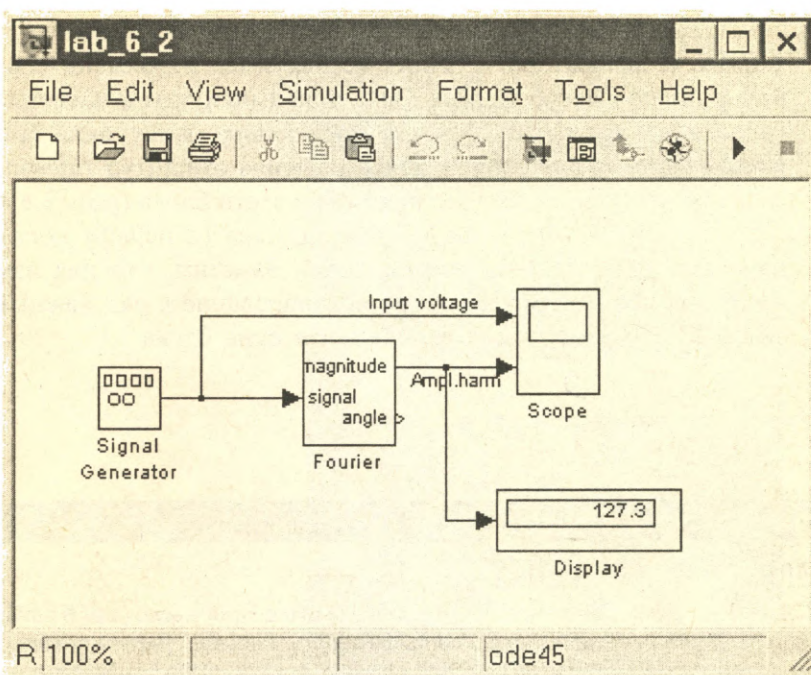 lab_6_2
File Edit View Simulation Format Tools Help
Input voltage
magnitude
signal
angle
Ampl.harm
Fourier
Scope
Signal
Generator
127.3
Display
R 100% ode45